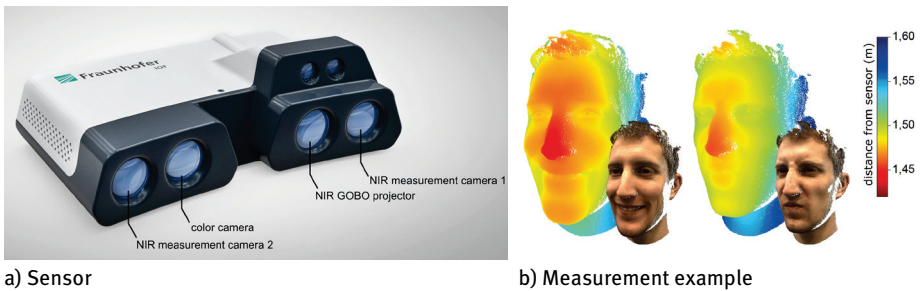 Fraunhofer
IOF
NIR measurement camera 1
NIR GOBO projector
color camera
NIR measurement camera 2
a) Sensor
1,60
1,55
1,50
1,45
distance from sensor (m)
b) Measurement example